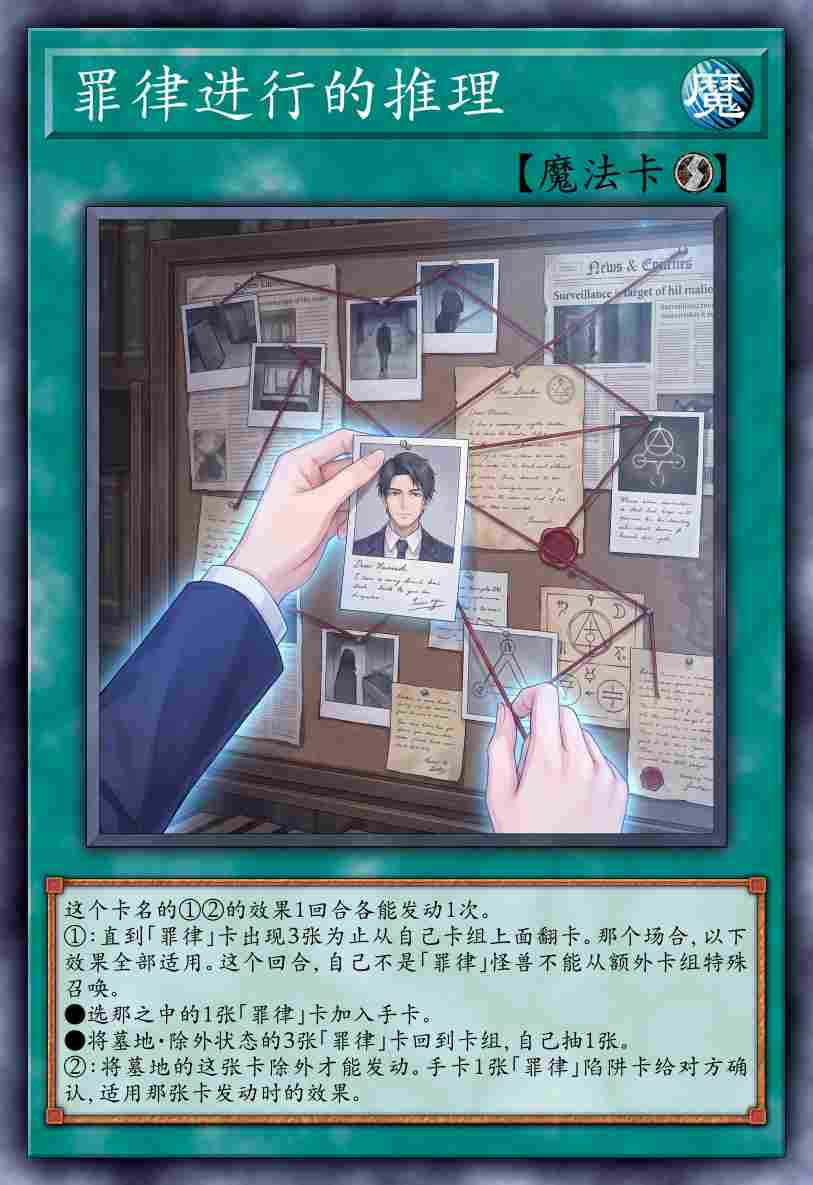 罪律进行的推理
魔
【魔法卡】
News & Courties
Surveillance target of hil malio
Dear
这个卡名的①②的效果1回合各能发动1次。
①:直到「罪律」卡出现3张为止从自己卡组上面翻卡。那个场合,以下
效果全部适用。这个回合,自己不是「罪律」怪兽不能从额外卡组特殊
召唤。
●选那之中的1张「罪律」卡加入手卡。
●将墓地·除外状态的3张「罪律」卡回到卡组,自己抽1张。
②:将墓地的这张卡除外才能发动。手卡1张「罪律」陷阱卡给对方确
认,适用那张卡发动时的效果。